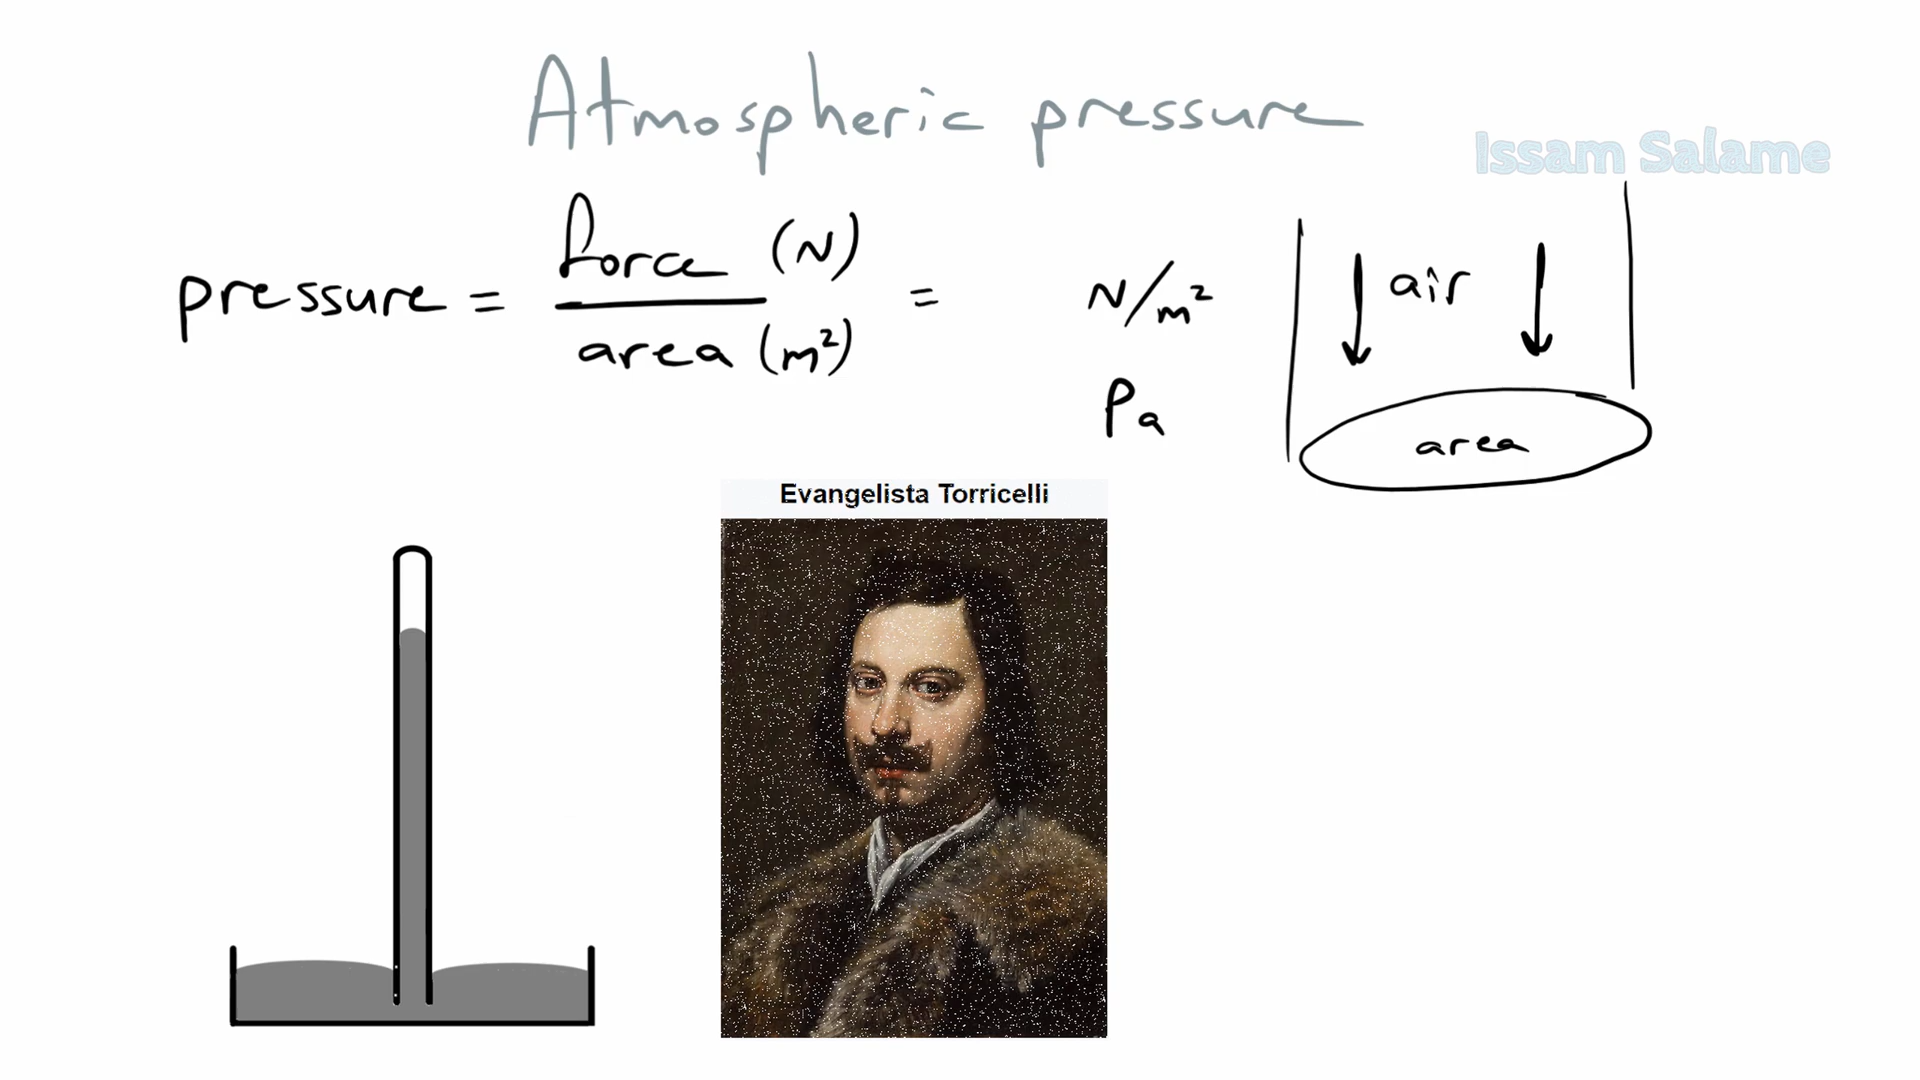 Atmospheric pressure
Issam Salame
pressure = force (N) / area (m²) = N/m²
Pa
air
area
Evangelista Torricelli